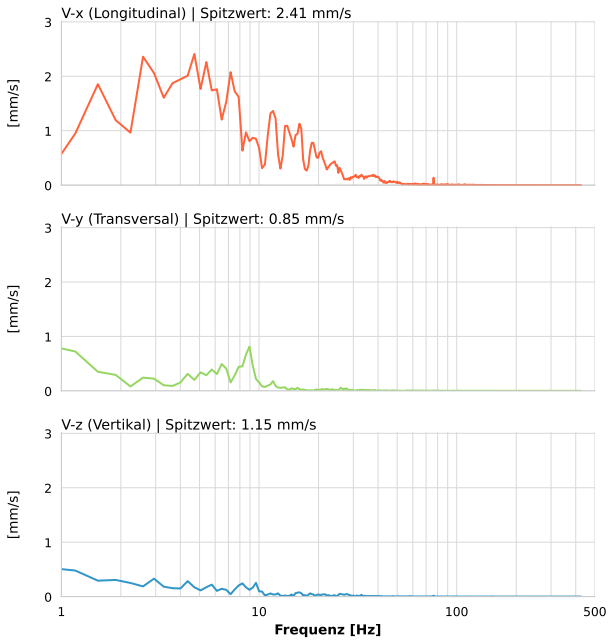 V-x (Longitudinal) | Spitzwert: 2.41 mm/s
3
2
1
0
[mm/s]
V-y (Transversal) | Spitzwert: 0.85 mm/s
3
2
1
0
[mm/s]
V-z (Vertikal) | Spitzwert: 1.15 mm/s
3
2
1
0
[mm/s]
1 10 100 500
Frequenz [Hz]